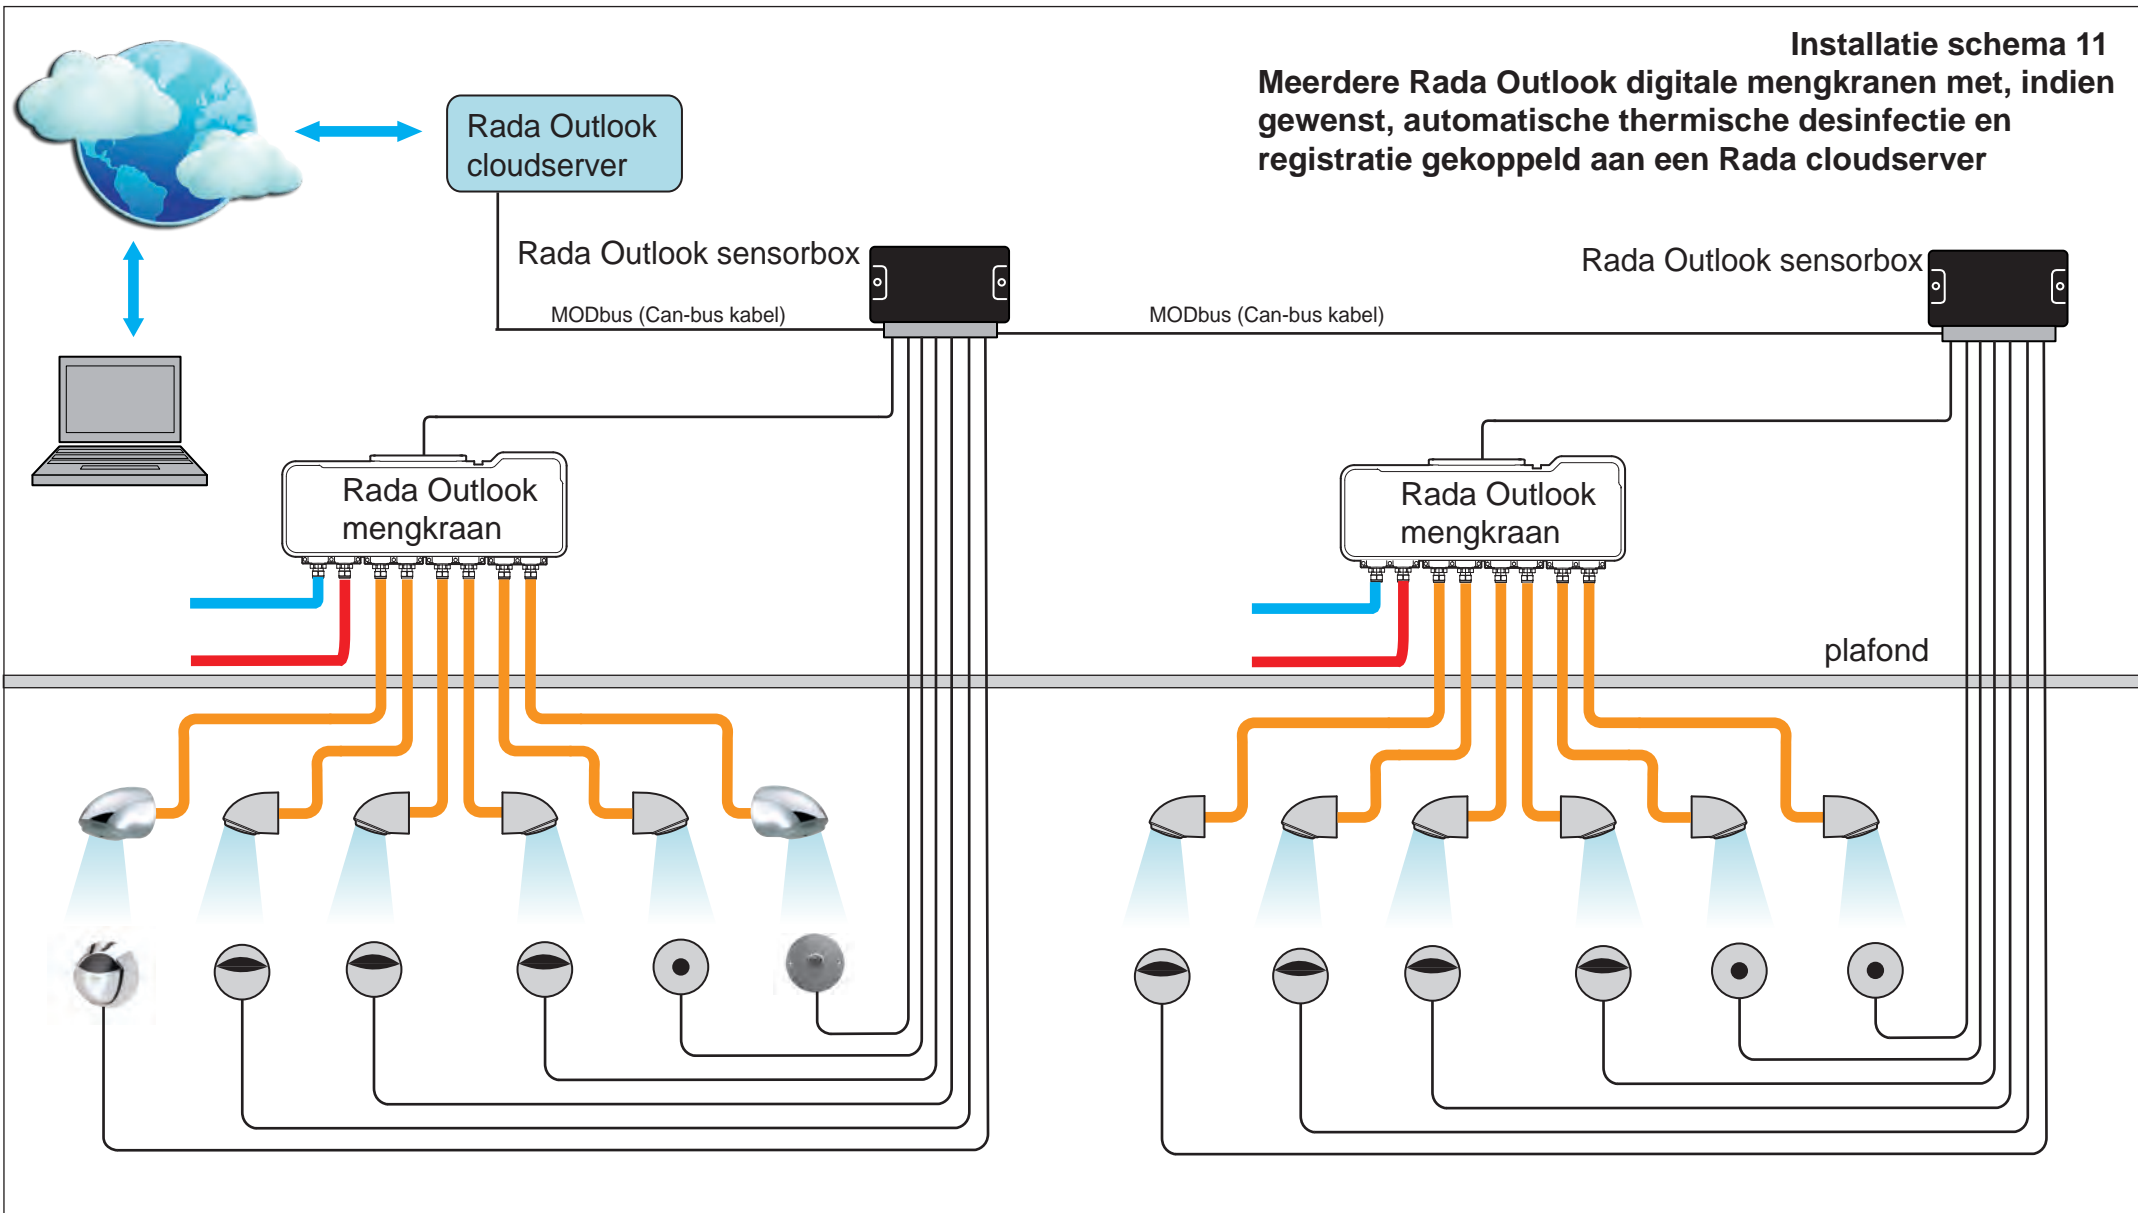 Installatie schema 11
Meerdere Rada Outlook digitale mengkranen met, indien
gewenst, automatische thermische desinfectie en
registratie gekoppeld aan een Rada cloudserver
Rada Outlook
cloudserver
Rada Outlook sensorbox
Rada Outlook sensorbox
MODbus (Can-bus kabel)
MODbus (Can-bus kabel)
Rada Outlook
mengkraan
Rada Outlook
mengkraan
plafond